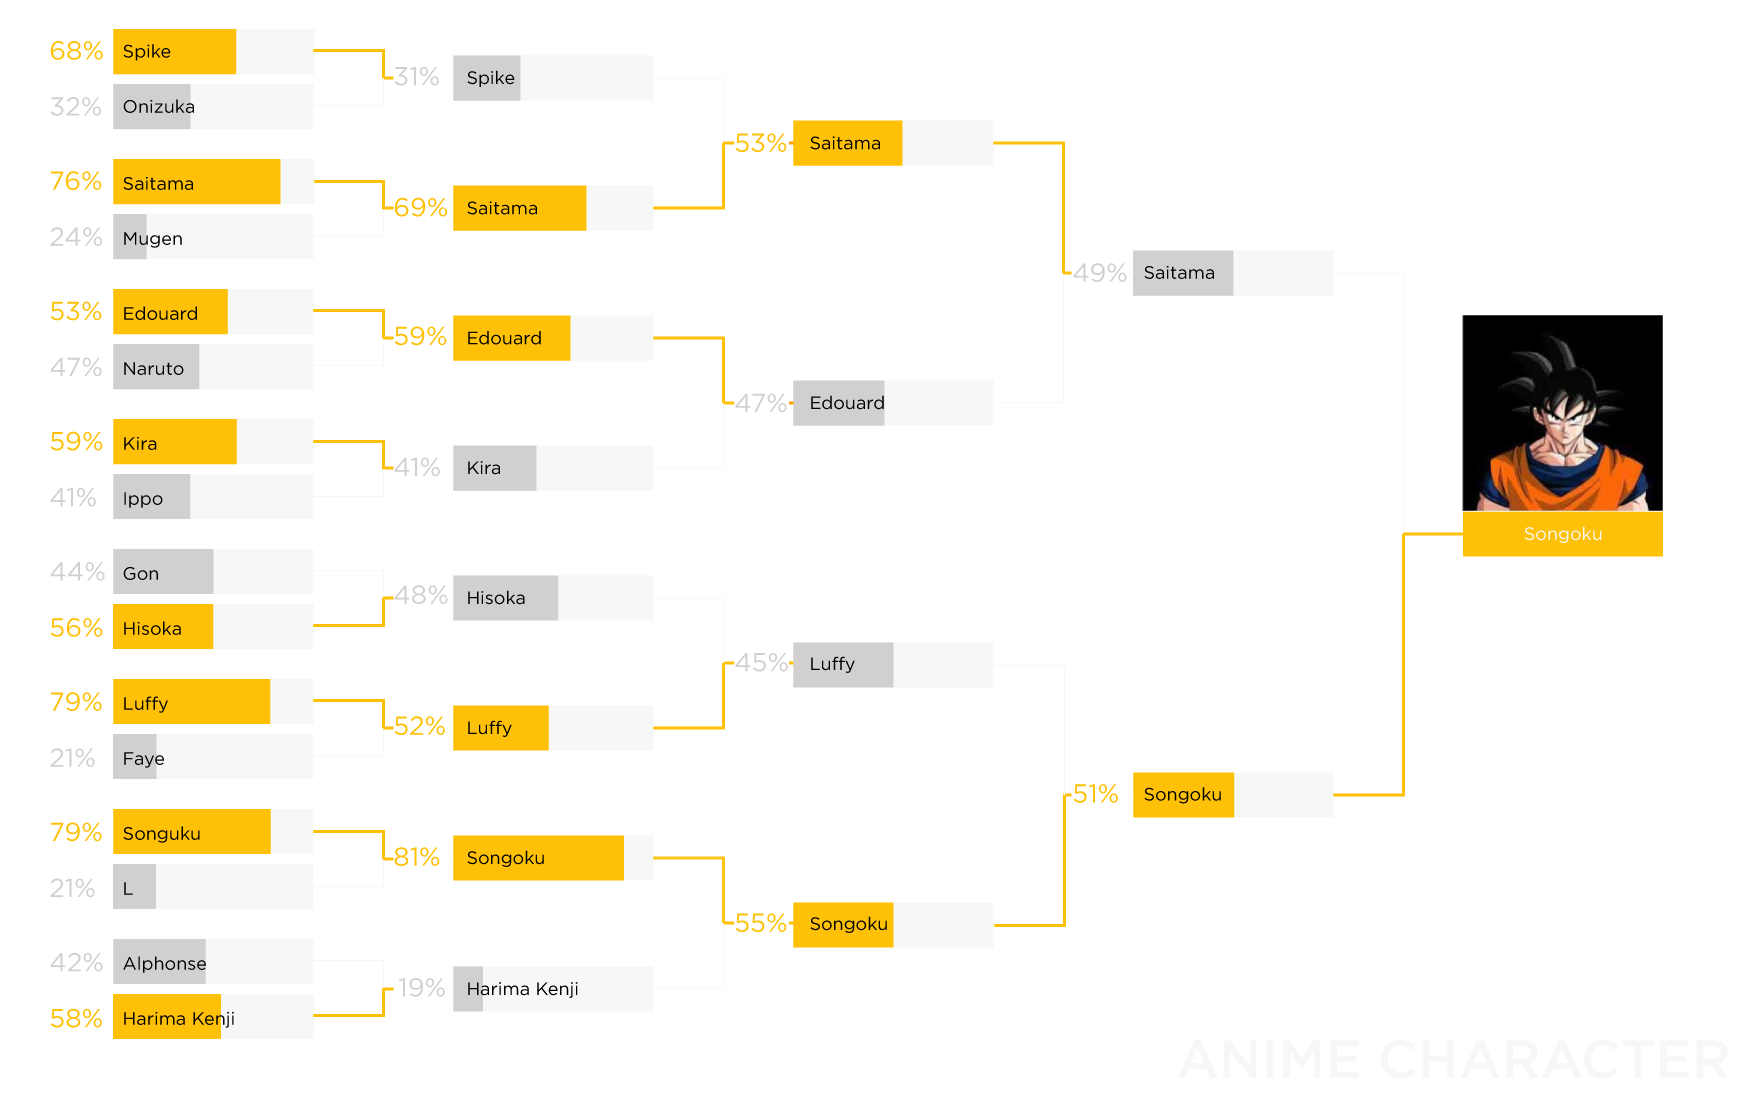 68% Spike
32% Onizuka
76% Saitama
24% Mugen
53% Edouard
47% Naruto
59% Kira
41% Ippo
44% Gon
56% Hisoka
79% Luffy
21% Faye
79% Songuku
21% L
42% Alphonse
58% Harima Kenji
31% Spike
69% Saitama
59% Edouard
41% Kira
48% Hisoka
52% Luffy
81% Songoku
19% Harima Kenji
53% Saitama
47% Edouard
45% Luffy
55% Songoku
49% Saitama
51% Songoku
Songoku
ANIME CHARACTER